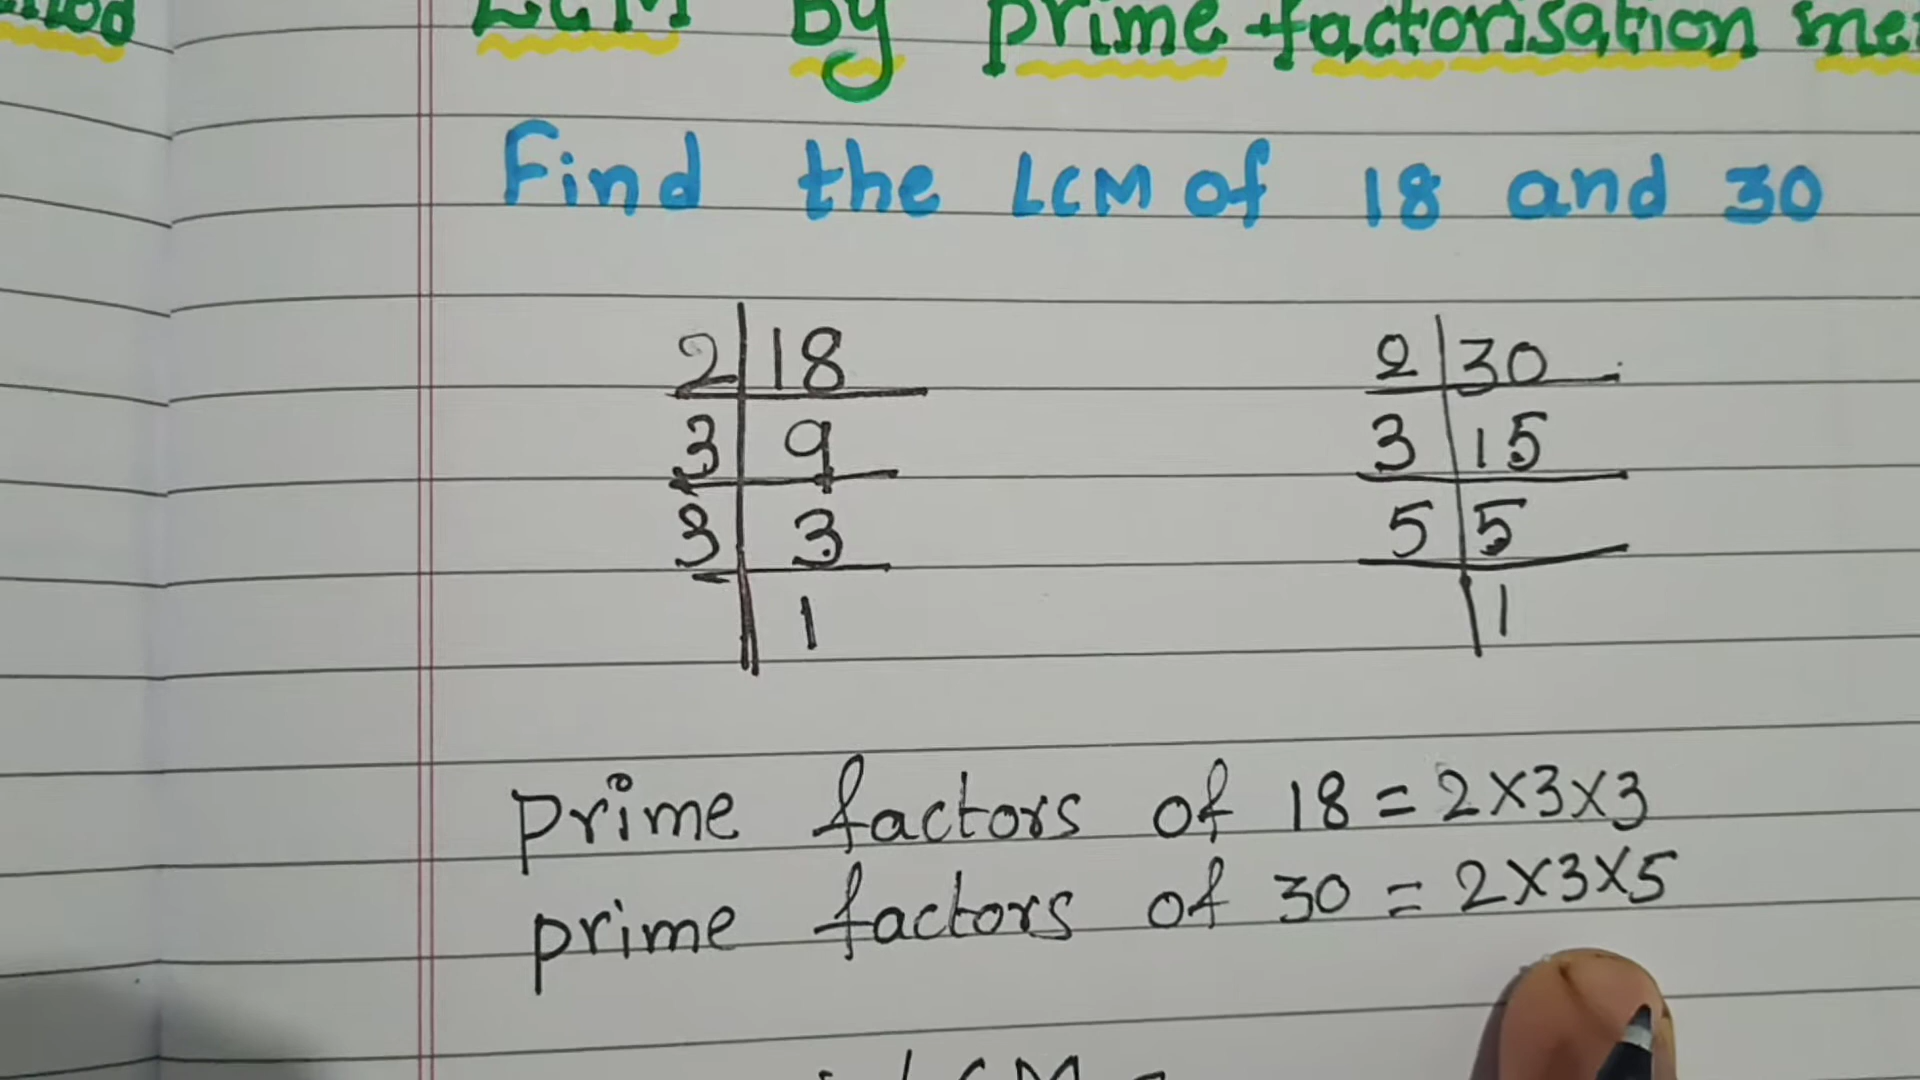 LCM By Prime factorisation
Find the LCM of 18 and 30
2 18
3 9
3 3
1
2 30
3 15
5 5
1
prime factors of 18 = 2×3×3
prime factors of 30 = 2×3×5
LCM =